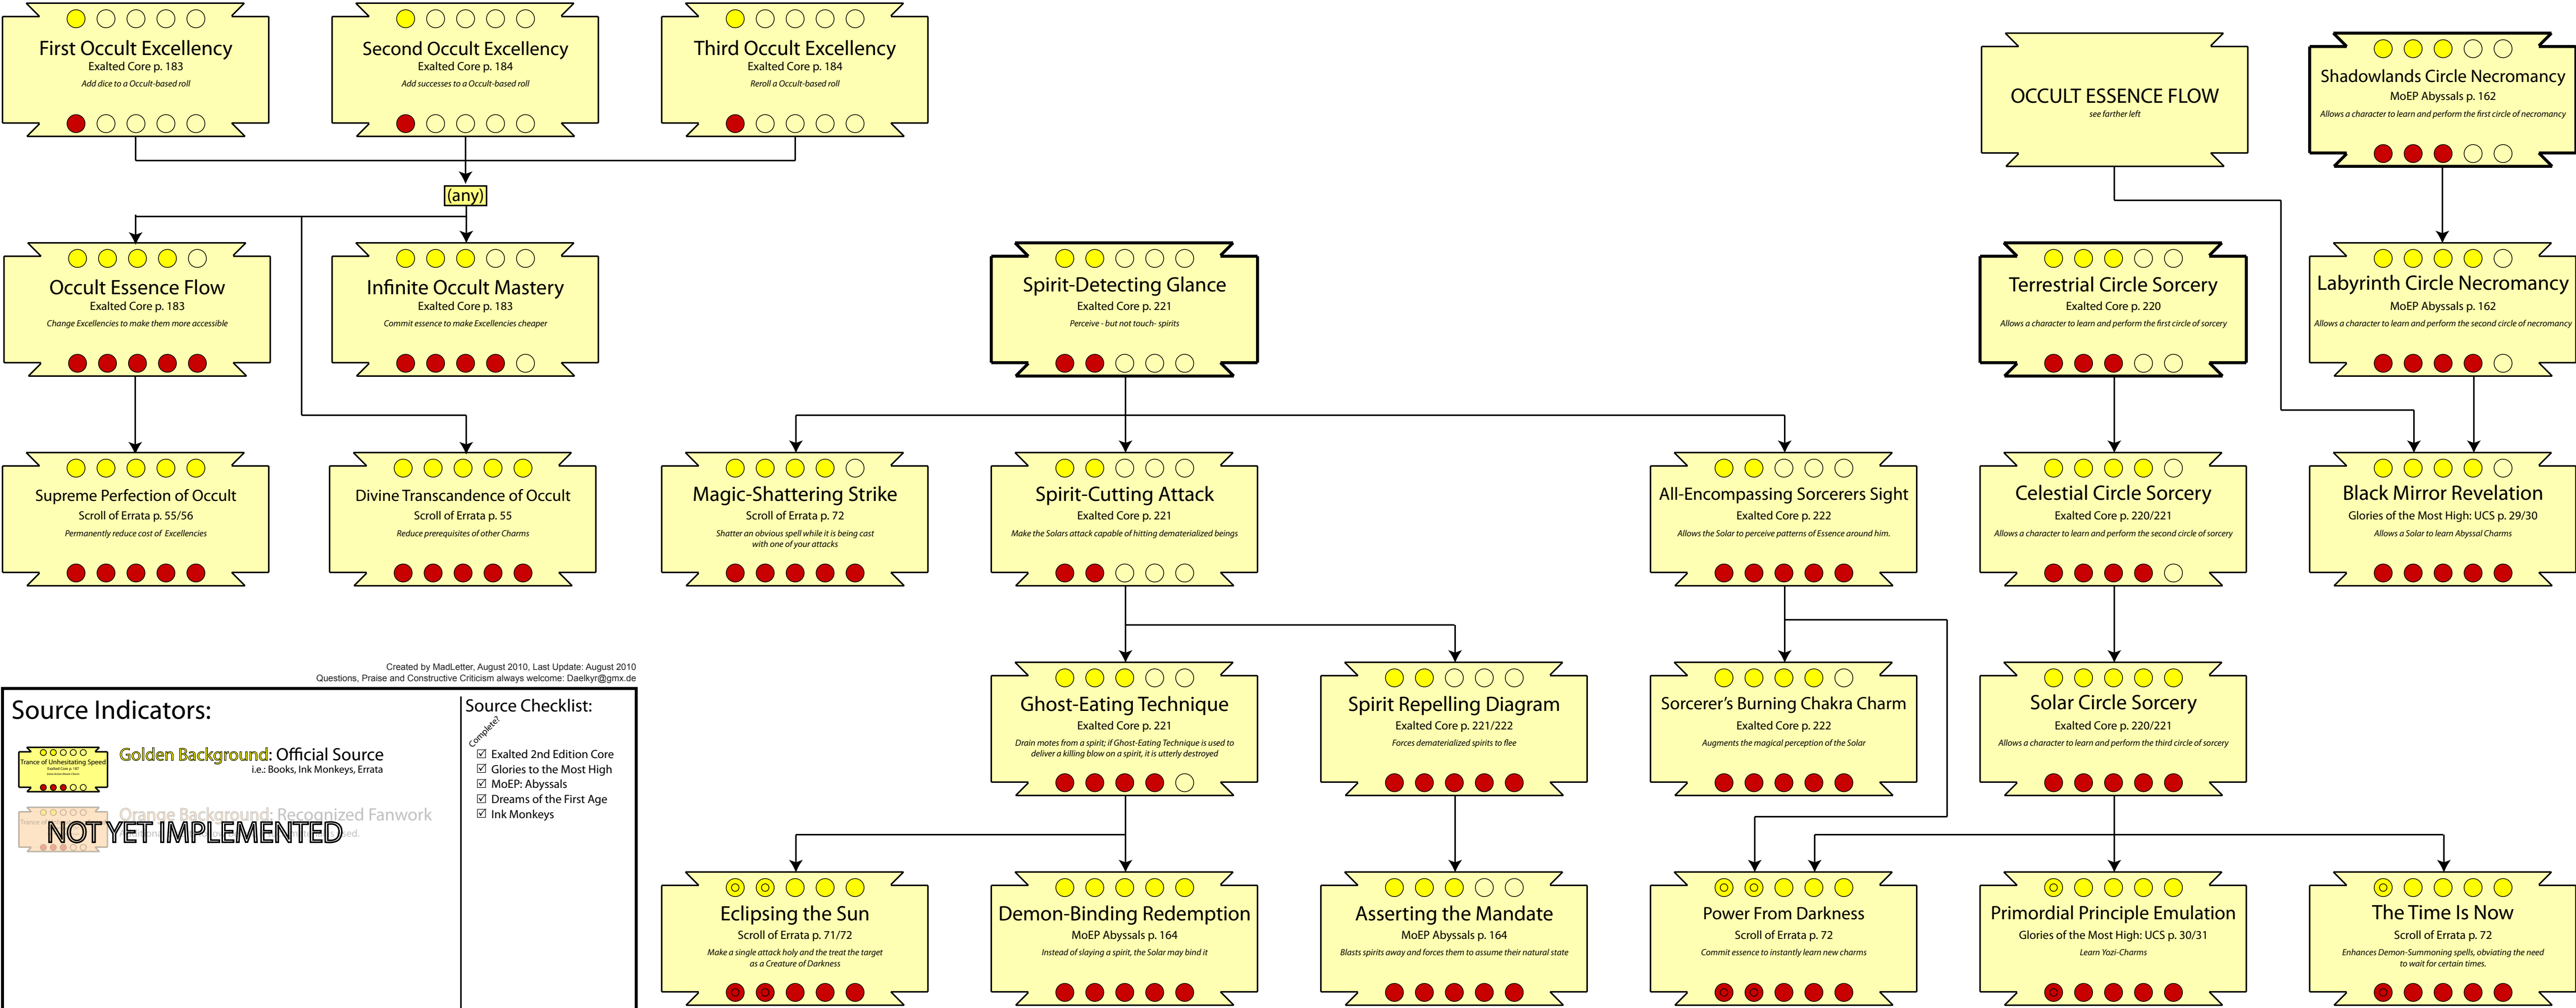 First Occult Excellency
Exalted Core p. 183
Add dice to a Occult-based roll
Second Occult Excellency
Exalted Core p. 184
Add successes to a Occult-based roll
Third Occult Excellency
Exalted Core p. 184
Reroll a Occult-based roll
OCCULT ESSENCE FLOW
see farther left
Shadowlands Circle Necromancy
MoEP Abyssals p. 162
Allows a character to learn and perform the first circle of necromancy
(any)
Occult Essence Flow
Exalted Core p. 183
Change Excellencies to make them more accessible
Infinite Occult Mastery
Exalted Core p. 183
Commit essence to make Excellencies cheaper
Spirit-Detecting Glance
Exalted Core p. 221
Perceive - but not touch- spirits
Terrestrial Circle Sorcery
Exalted Core p. 220
Allows a character to learn and perform the first circle of sorcery
Labyrinth Circle Necromancy
MoEP Abyssals p. 162
Allows a character to learn and perform the second circle of necromancy
Supreme Perfection of Occult
Scroll of Errata p. 55/56
Permanently reduce cost of Excellencies
Divine Transcandence of Occult
Scroll of Errata p. 55
Reduce prerequisites of other Charms
Magic-Shattering Strike
Scroll of Errata p. 72
Shatter an obvious spell while it is being cast
with one of your attacks
Spirit-Cutting Attack
Exalted Core p. 221
Make the Solars attack capable of hitting dematerialized beings
All-Encompassing Sorcerers Sight
Exalted Core p. 222
Allows the Solar to perceive patterns of Essence around him.
Celestial Circle Sorcery
Exalted Core p. 220/221
Allows a character to learn and perform the second circle of sorcery
Black Mirror Revelation
Glories of the Most High: UCS p. 29/30
Allows a Solar to learn Abyssal Charms
Created by MadLetter, August 2010, Last Update: August 2010
Questions, Praise and Constructive Criticism always welcome: Daelkyr@gmx.de
Ghost-Eating Technique
Exalted Core p. 221
Drain motes from a spirit; if Ghost-Eating Technique is used to
deliver a killing blow on a spirit, it is utterly destroyed
Spirit Repelling Diagram
Exalted Core p. 221/222
Forces dematerialized spirits to flee
Sorcerer's Burning Chakra Charm
Exalted Core p. 222
Augments the magical perception of the Solar
Solar Circle Sorcery
Exalted Core p. 220/221
Allows a character to learn and perform the third circle of sorcery
Source Indicators:
Trance of Unhesitating Speed
Exalted Core p. 187
Golden Background: Official Source
i.e.: Books, Ink Monkeys, Errata
Orange Background: Recognized Fanwork
NOT YET IMPLEMENTED
Source Checklist:
Complete?
Exalted 2nd Edition Core
Glories to the Most High
MoEP: Abyssals
Dreams of the First Age
Ink Monkeys
Eclipsing the Sun
Scroll of Errata p. 71/72
Make a single attack holy and the treat the target
as a Creature of Darkness
Demon-Binding Redemption
MoEP Abyssals p. 164
Instead of slaying a spirit, the Solar may bind it
Asserting the Mandate
MoEP Abyssals p. 164
Blasts spirits away and forces them to assume their natural state
Power From Darkness
Scroll of Errata p. 72
Commit essence to instantly learn new charms
Primordial Principle Emulation
Glories of the Most High: UCS p. 30/31
Learn Yozi-Charms
The Time Is Now
Scroll of Errata p. 72
Enhances Demon-Summoning spells, obviating the need
to wait for certain times.